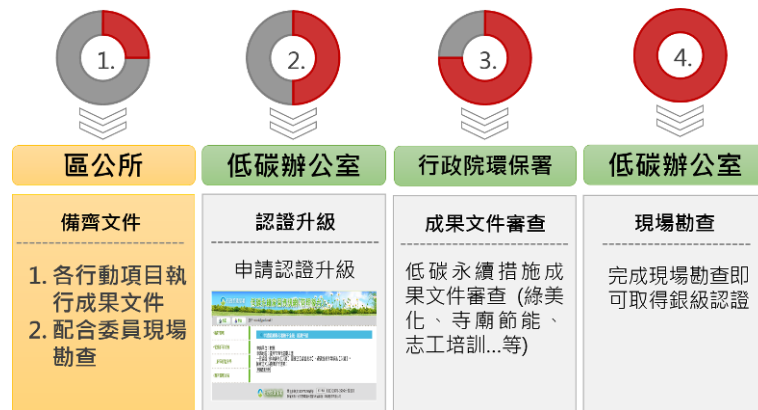 1.
2.
3.
4.
區公所
低碳辦公室
行政院環保署
低碳辦公室
備齊文件
1. 各行動項目執
行成果文件
2. 配合委員現場
勘查
認證升級
申請認證升級
成果文件審查
低碳永續措施成
果文件審查 (綠美
化、寺廟節能、
志工培訓...等)
現場勘查
完成現場勘查即
可取得銀級認證